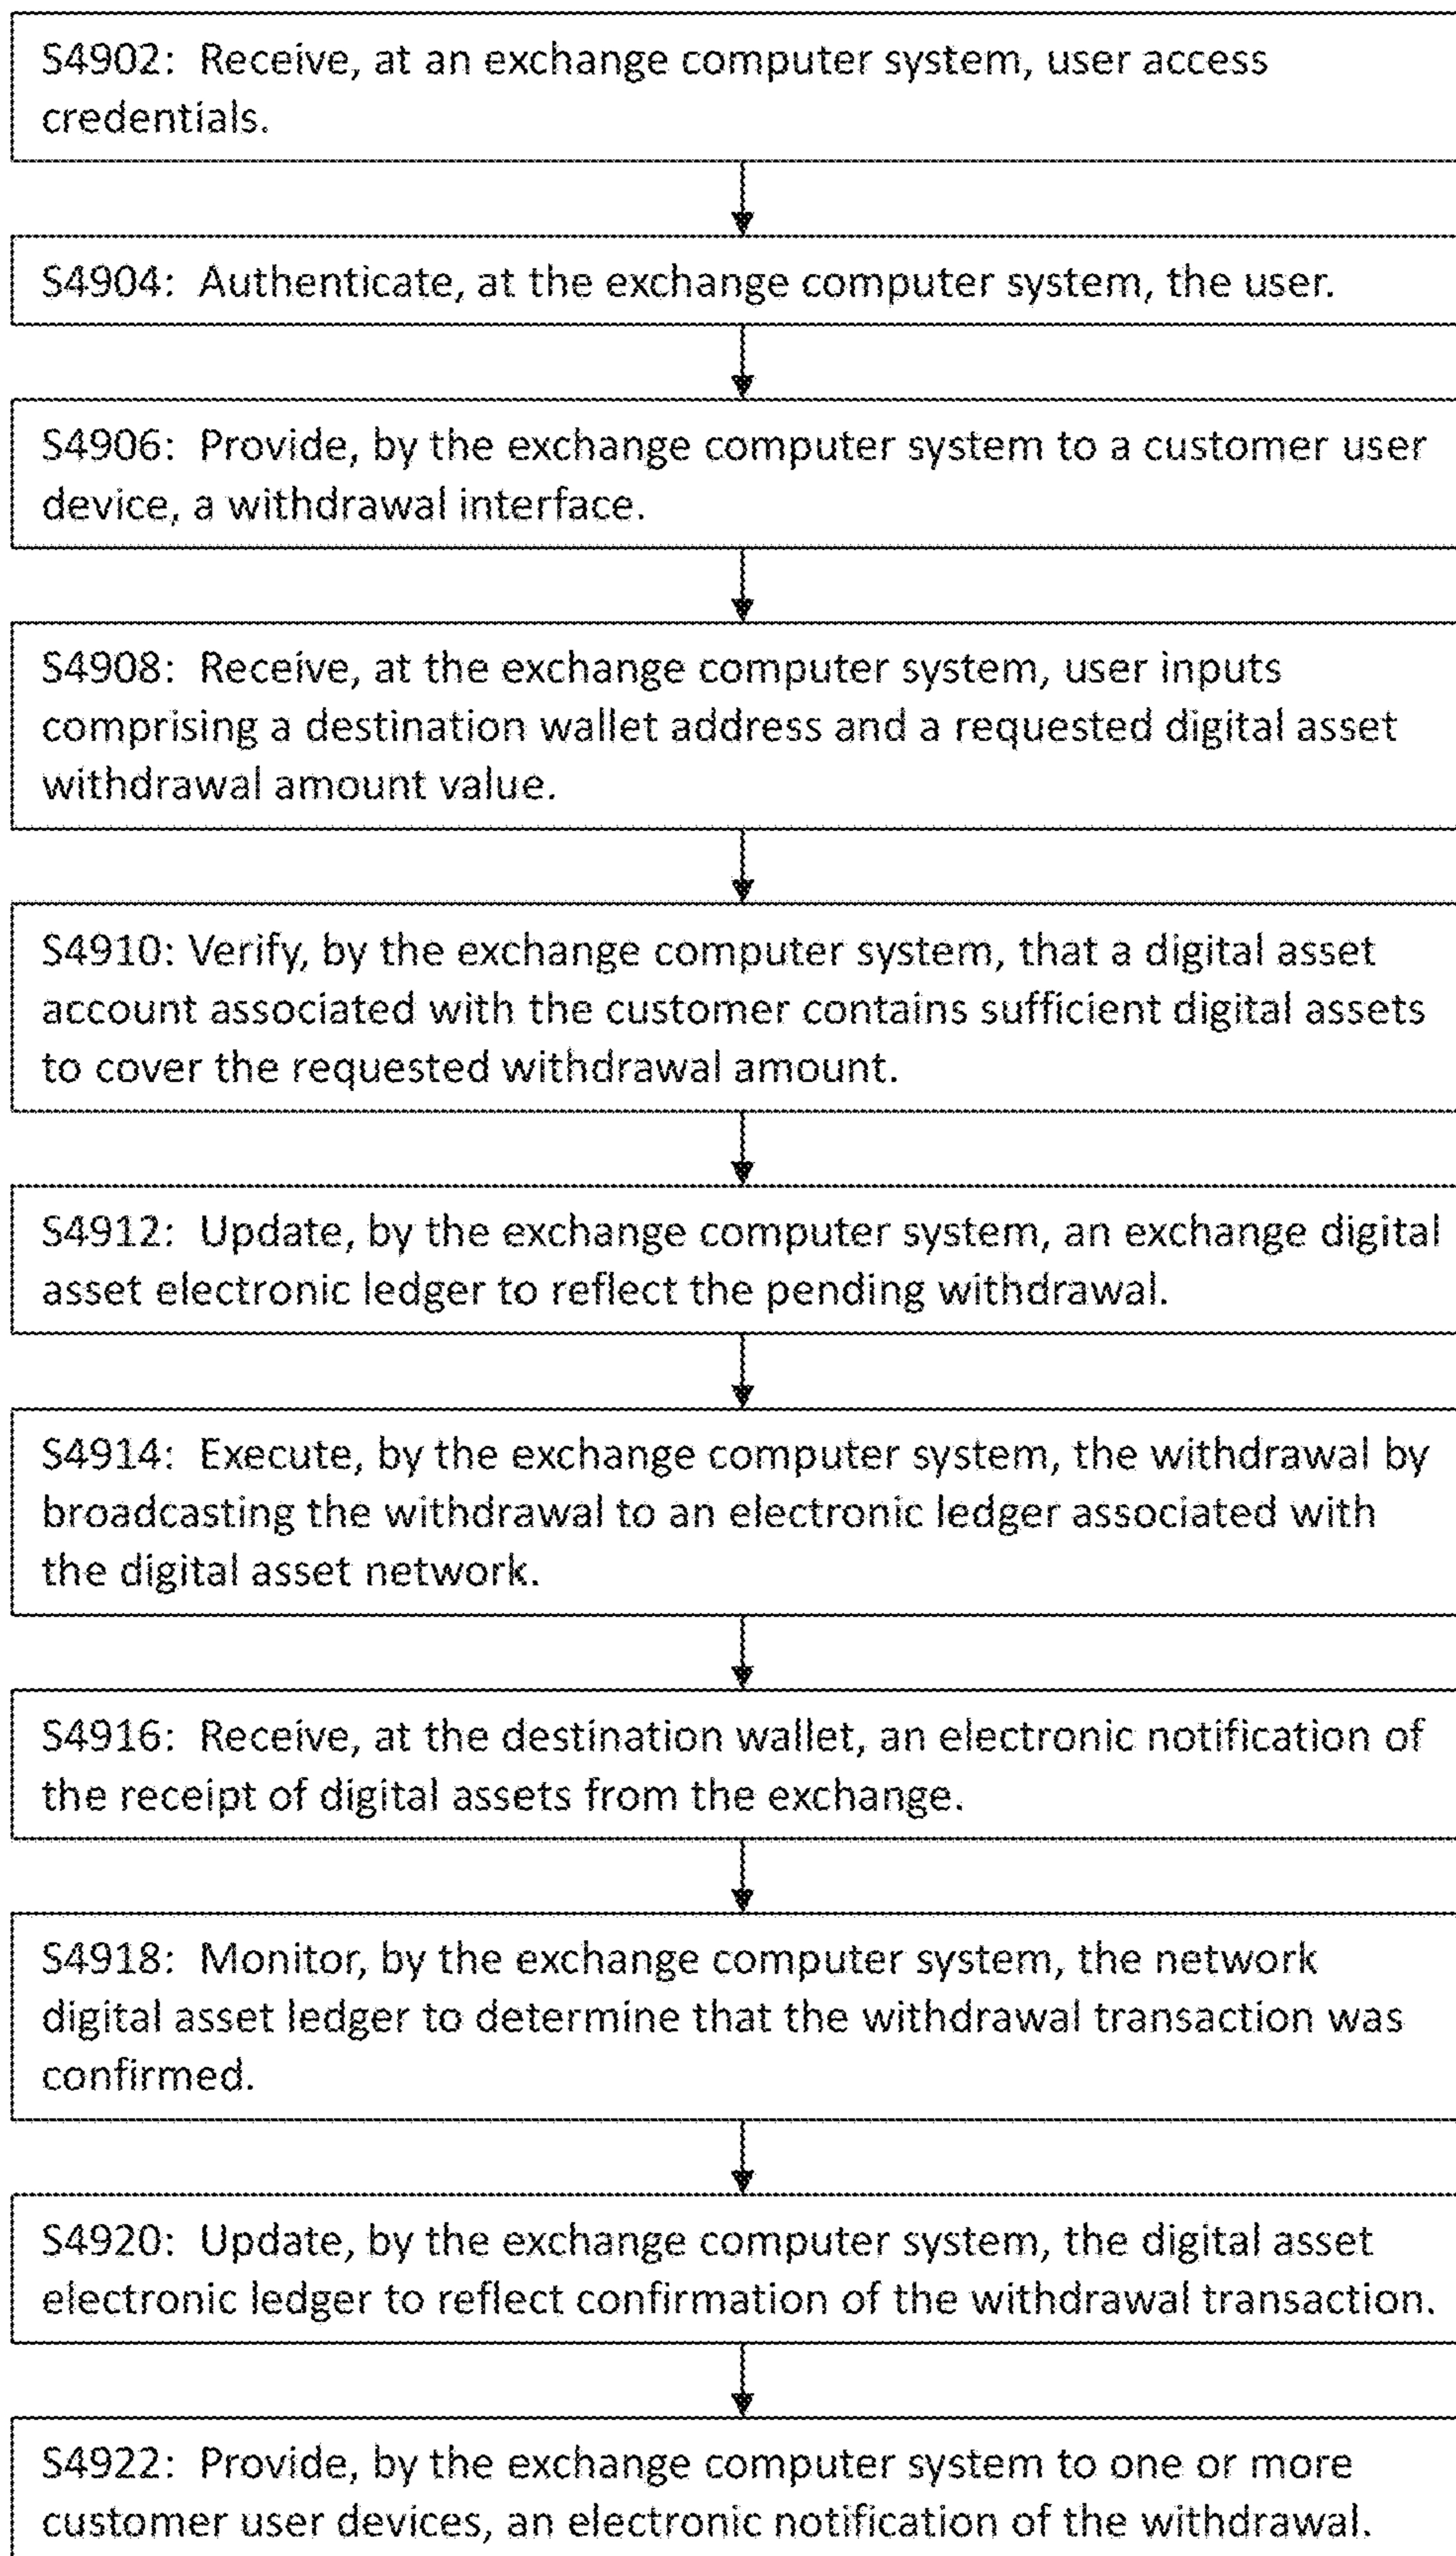 S4902: Receive, at an exchange computer system, user access
credentials.
S4904: Authenticate, at the exchange computer system, the user.
S4906: Provide, by the exchange computer system to a customer user
device, a withdrawal interface.
S4908: Receive, at the exchange computer system, user inputs
comprising a destination wallet address and a requested digital asset
withdrawal amount value.
S4910: Verify, by the exchange computer system, that a digital asset
account associated with the customer contains sufficient digital assets
to cover the requested withdrawal amount.
S4912: Update, by the exchange computer system, an exchange digital
asset electronic ledger to reflect the pending withdrawal.
S4914: Execute, by the exchange computer system, the withdrawal by
broadcasting the withdrawal to an electronic ledger associated with
the digital asset network.
S4916: Receive, at the destination wallet, an electronic notification of
the receipt of digital assets from the exchange.
S4918: Monitor, by the exchange computer system, the network
digital asset ledger to determine that the withdrawal transaction was
confirmed.
S4920: Update, by the exchange computer system, the digital asset
electronic ledger to reflect confirmation of the withdrawal transaction.
S4922: Provide, by the exchange computer system to one or more
customer user devices, an electronic notification of the withdrawal.